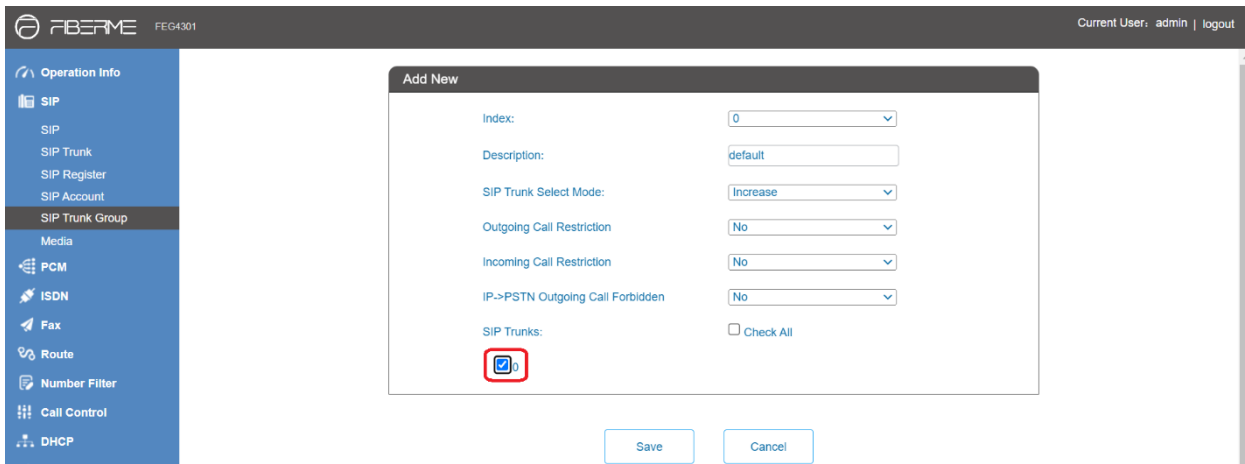 FIBERME FEG4301
Current User: admin | logout
Operation Info
SIP
SIP
SIP Trunk
SIP Register
SIP Account
SIP Trunk Group
Media
PCM
ISDN
Fax
Route
Number Filter
Call Control
DHCP
Add New
Index: 0
Description: default
SIP Trunk Select Mode: Increase
Outgoing Call Restriction No
Incoming Call Restriction No
IP->PSTN Outgoing Call Forbidden No
SIP Trunks: Check All
0
Save Cancel